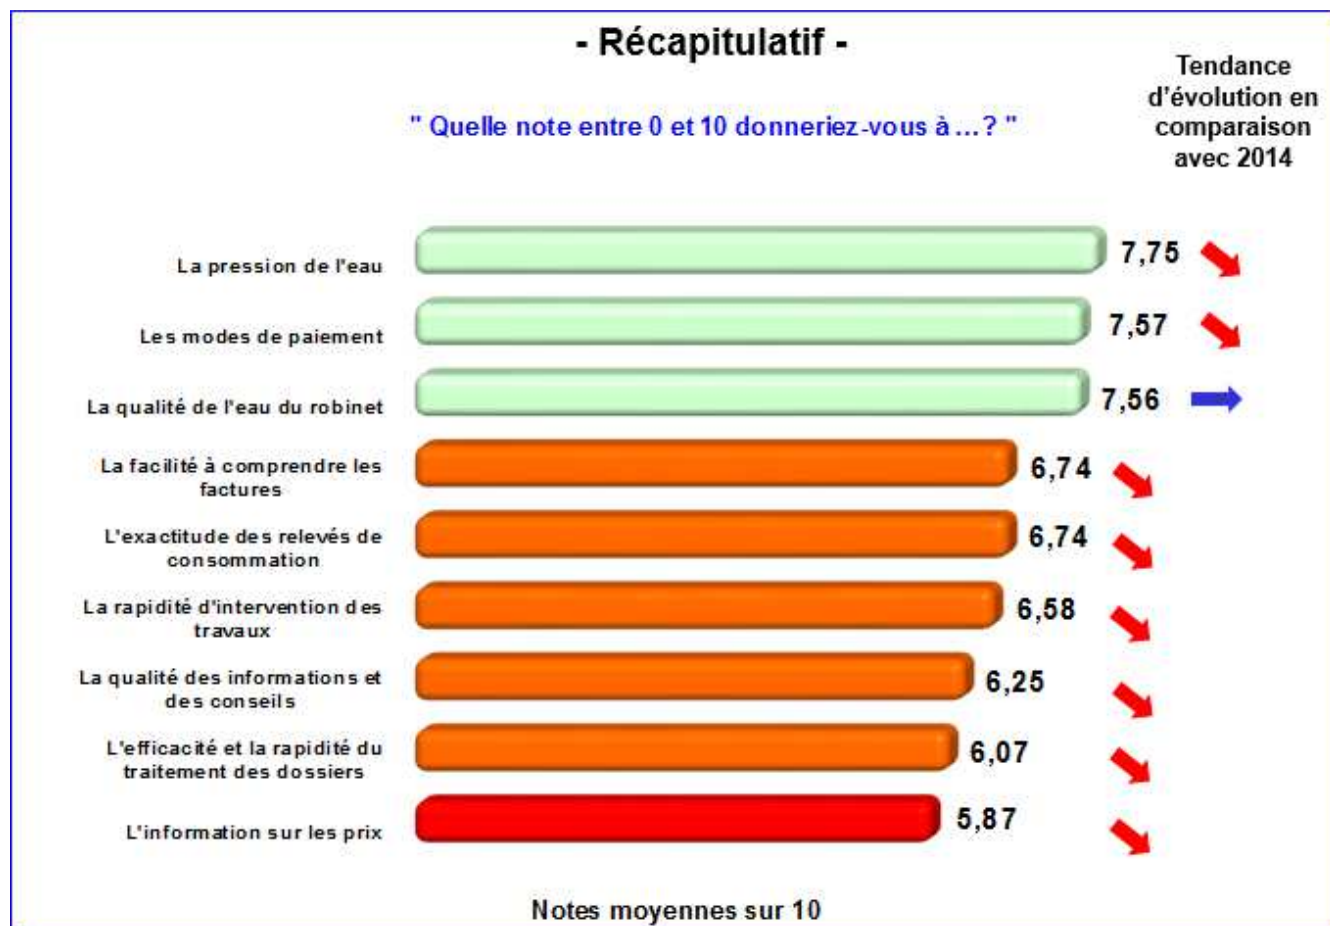 - Récapitulatif -
Tendance
d'évolution en
comparaison
avec 2014
" Quelle note entre 0 et 10 donneriez-vous à ...? "
La pression de l'eau
7,75
Les modes de paiement
7,57
La qualité de l'eau du robinet
7,56
La facilité à comprendre les
factures
6,74
L'exactitude des relevés de
consommation
6,74
La rapidité d'intervention des
travaux
6,58
La qualité des informations et
des conseils
6,25
L'efficacité et la rapidité du
traitement des dossiers
6,07
L'information sur les prix
5,87
Notes moyennes sur 10